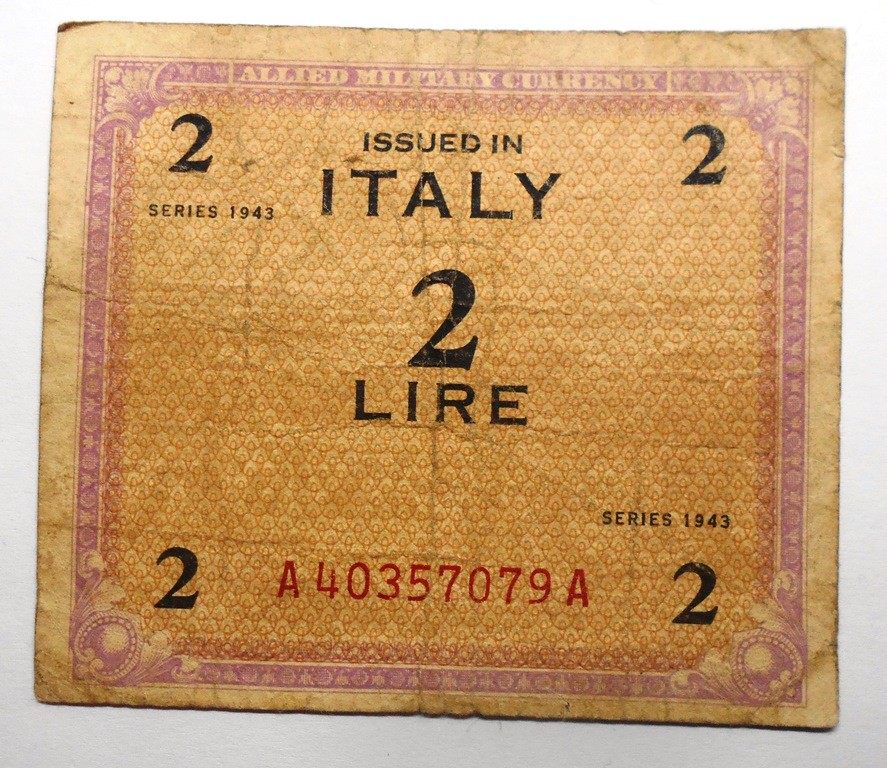 ALLIED MILITARY CURRENCY
2 ISSUED IN 2
ITALY
SERIES 1943
2
LIRE
SERIES 1943
2 A40357079A 2